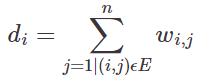 d_i = \sum_{j=1|(i,j)\epsilon E}^{n} w_{i,j}